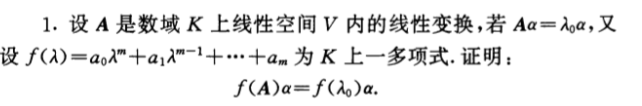 1. 设 A 是数域 K 上线性空间 V 内的线性变换,若 Aα=λ₀α,又
设 f(λ)=a₀λᵐ+a₁λᵐ⁻¹+⋯+aₘ 为 K 上一多项式.证明:
f(A)α=f(λ₀)α.